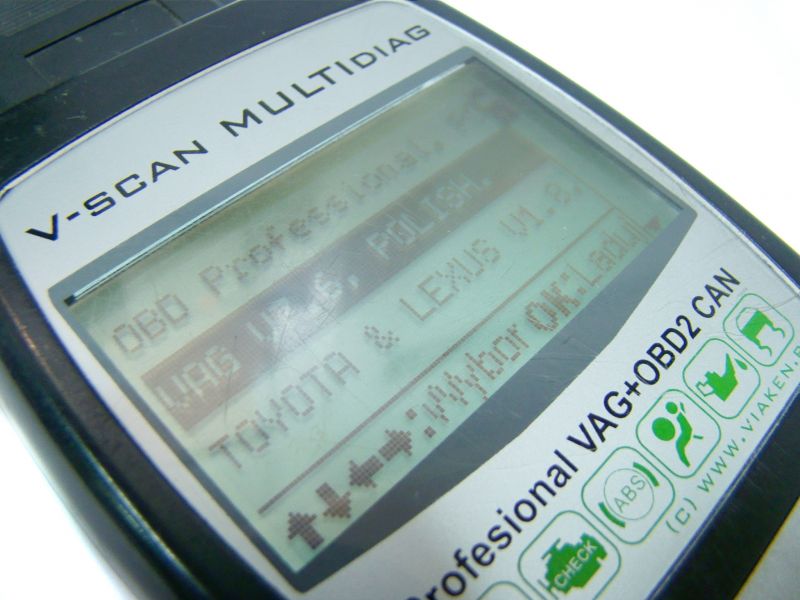 V-SCAN MULTIDIAG
OBD Professional, P
VAG V2.6, POLISH.
TOYOTA & LEXUS V1.8.
:Wybor OK:Laduj
rofesional VAG+OBD2 CAN
CHECK
ABS
(c) WWW.VIAKEN.P